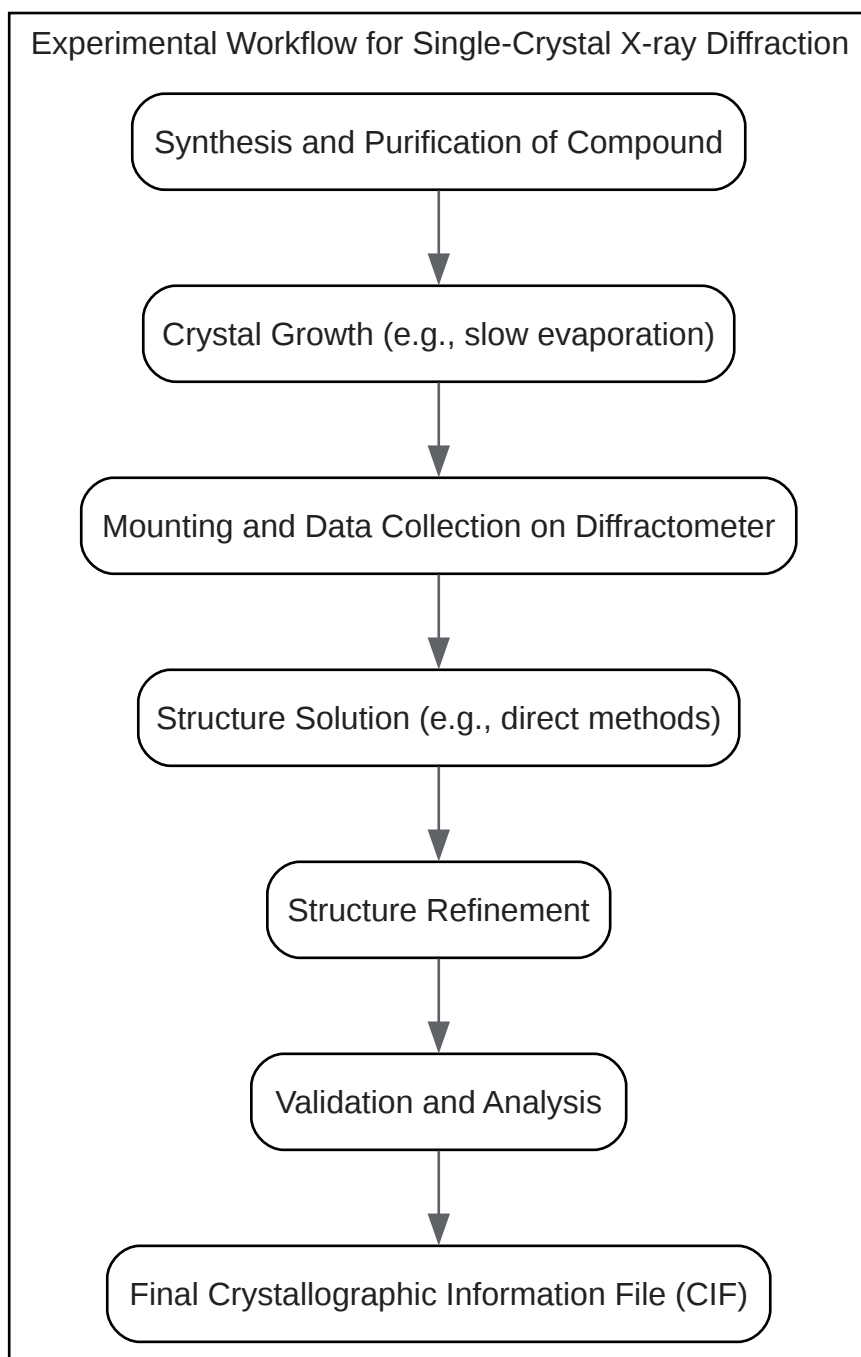 Experimental Workflow for Single-Crystal X-ray Diffraction
Synthesis and Purification of Compound
Crystal Growth (e.g., slow evaporation)
Mounting and Data Collection on Diffractometer
Structure Solution (e.g., direct methods)
Structure Refinement
Validation and Analysis
Final Crystallographic Information File (CIF)